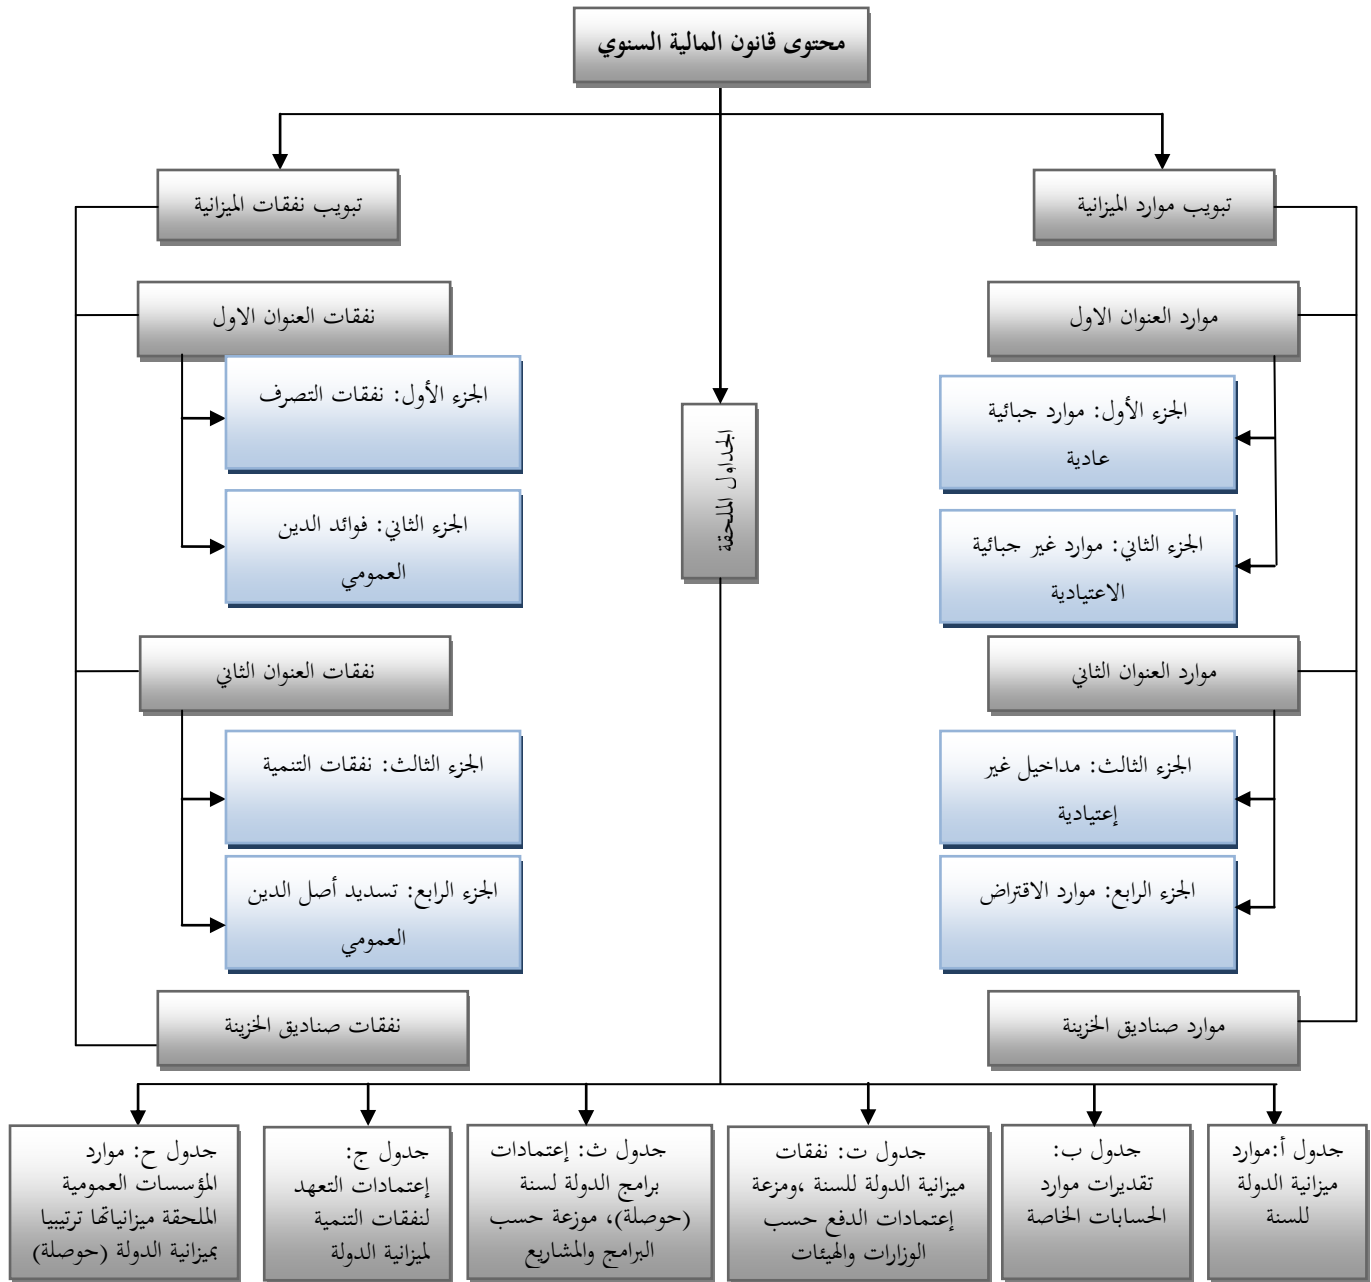 محتوى قانون المالية السنوي
تبويب موارد الميزانية
تبويب نفقات الميزانية
موارد العنوان الاول
الجزء الأول: موارد جبائية
عادية
الجزء الثاني: موارد غير جبائية
الاعتيادية
موارد العنوان الثاني
الجزء الثالث: مداخيل غير
إعتيادية
الجزء الرابع: موارد الاقتراض
موارد صناديق الخزينة
نفقات العنوان الاول
الجزء الأول: نفقات التصرف
الجزء الثاني: فوائد الدين
العمومي
نفقات العنوان الثاني
الجزء الثالث: نفقات التنمية
الجزء الرابع: تسديد أصل الدين
العمومي
نفقات صناديق الخزينة
الجداول الملحقة
جدول أ:موارد
ميزانية الدولة
للسنة
جدول ب:
تقديرات موارد
الحسابات الخاصة
جدول ت: نفقات
ميزانية الدولة للسنة ،ومزعة
إعتمادات الدفع حسب
الوزارات والهيئات
جدول ث: إعتمادات
برامج الدولة لسنة
(حوصلة)، موزعة حسب
البرامج والمشاريع
جدول ج:
إعتمادات التعهد
لنفقات التنمية
لميزانية الدولة
جدول ح: موارد
المؤسسات العمومية
الملحقة ميزانياتها ترتيبيا
بميزانية الدولة (حوصلة)